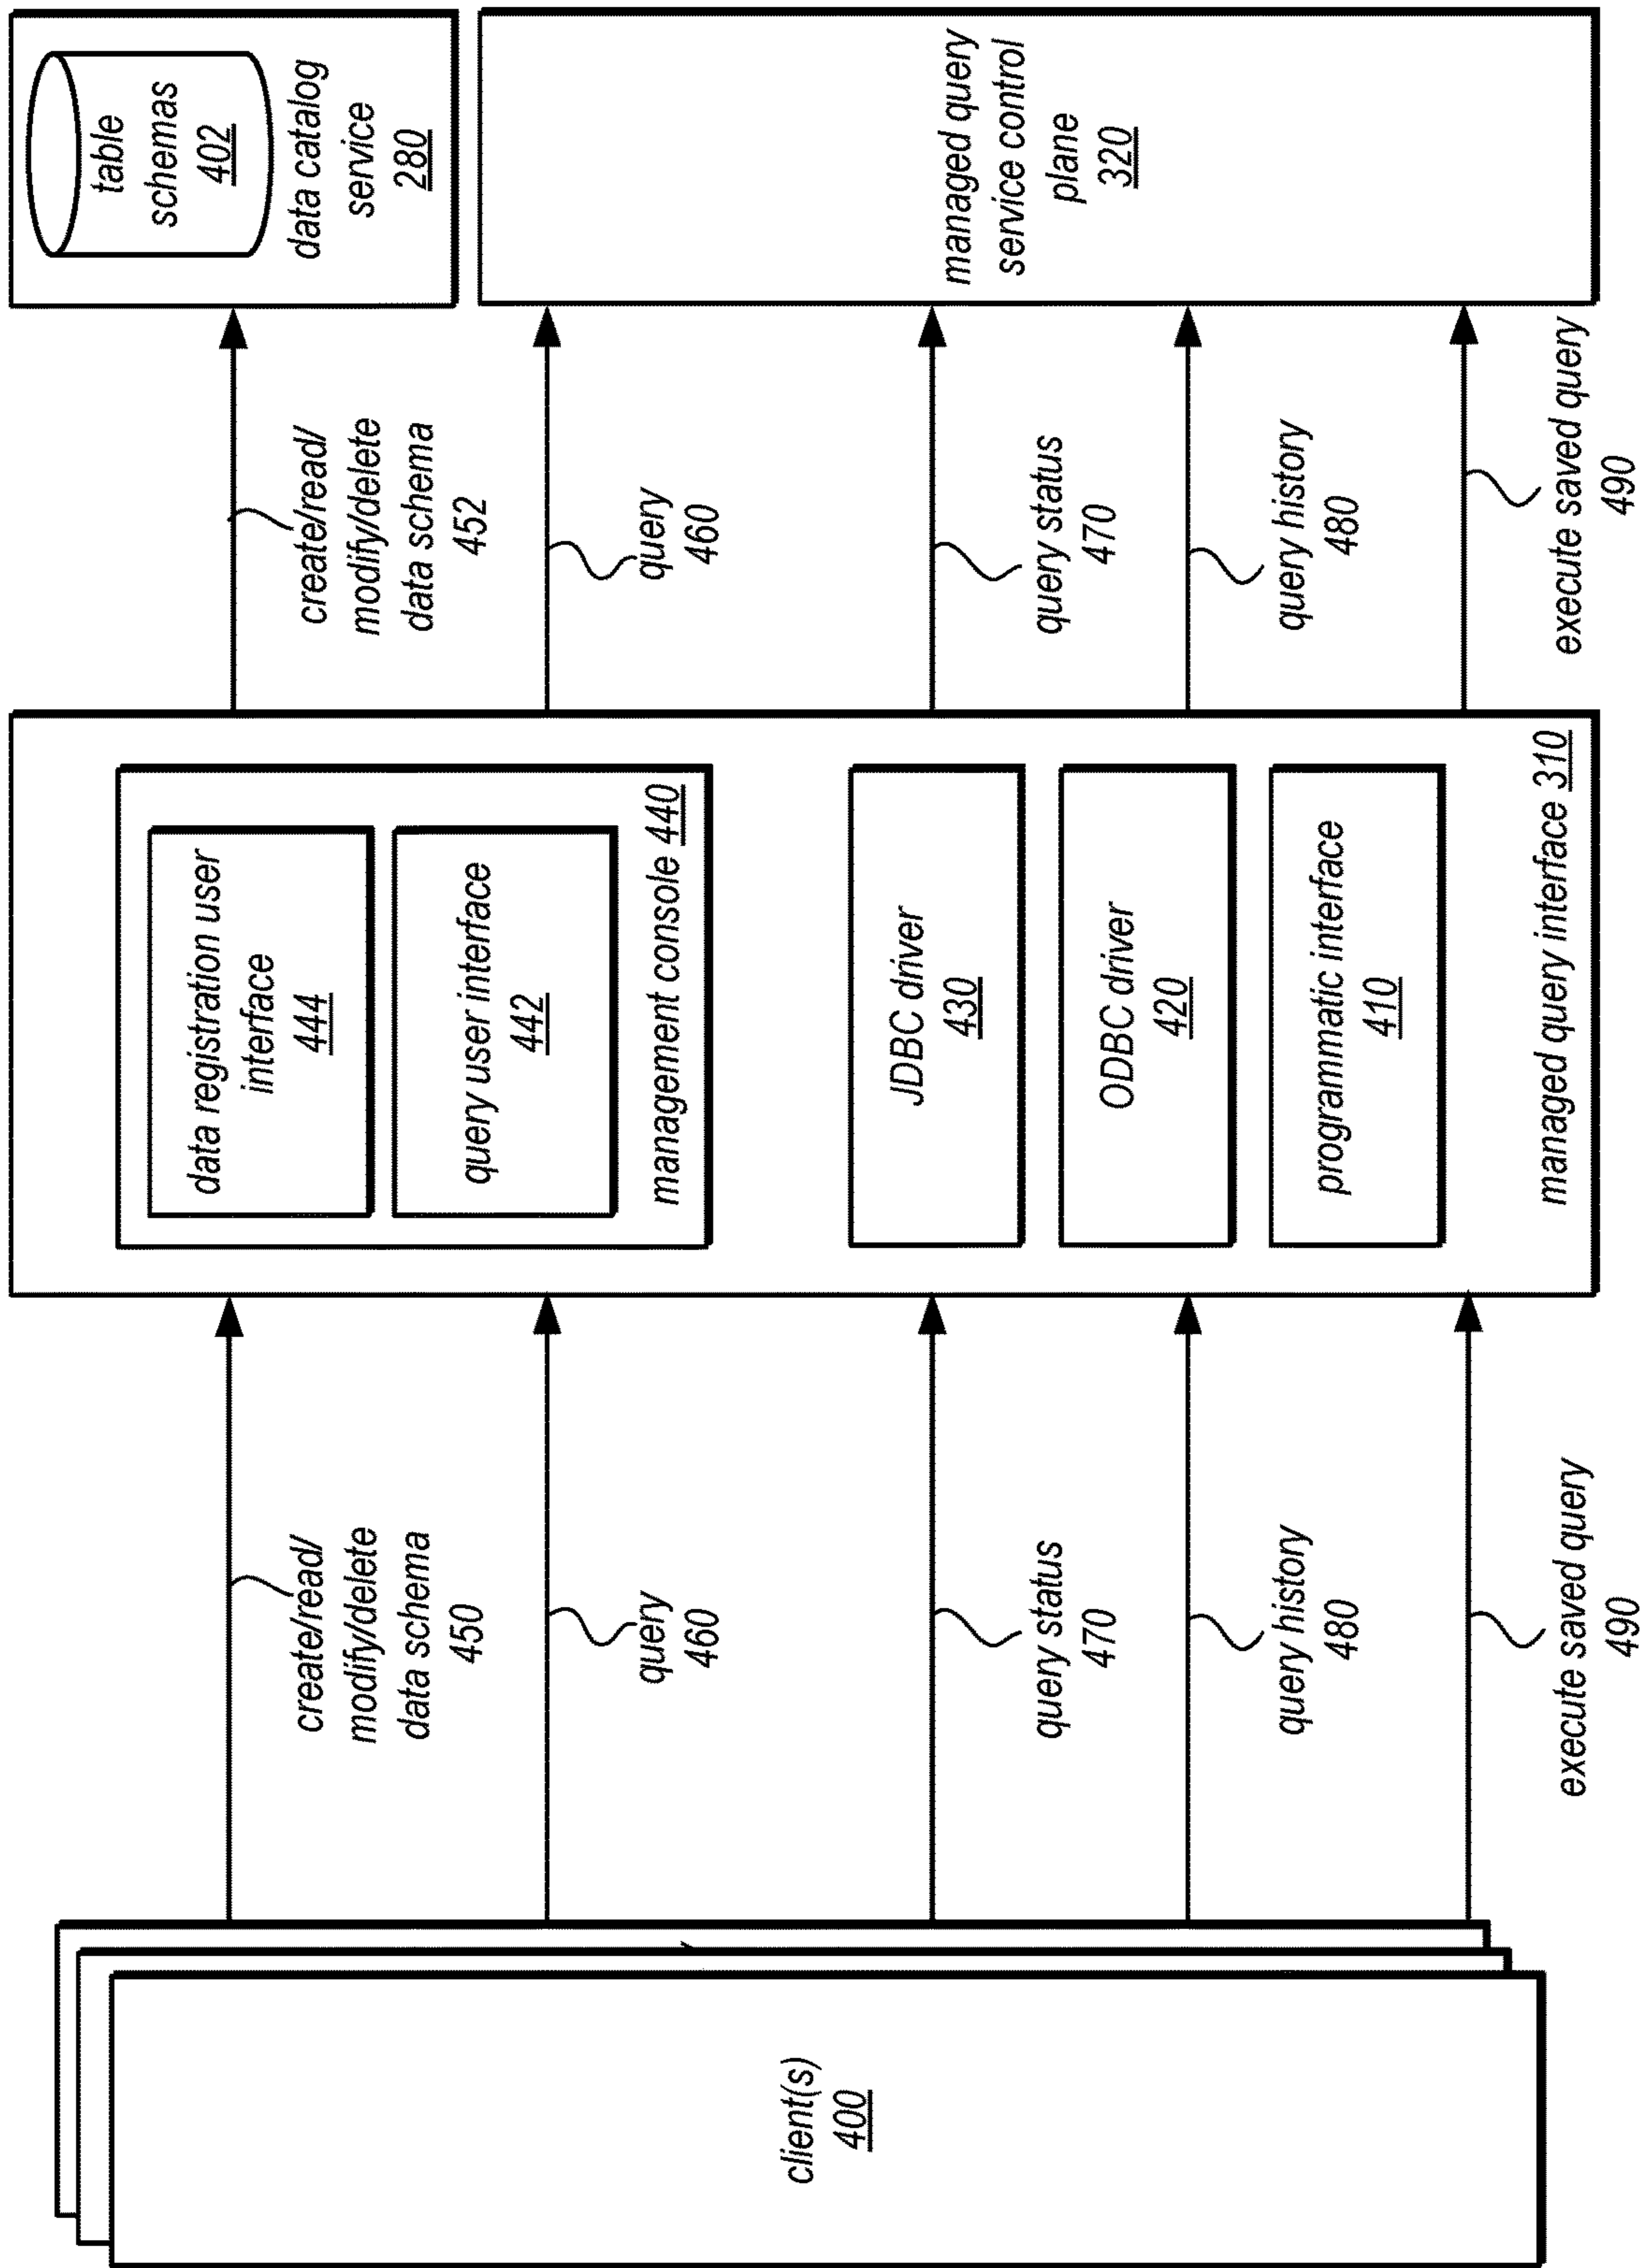 client(s)
400
create/read/
modify/delete
data schema
450
query
460
query status
470
query history
480
execute saved query
490
data registration user
interface
444
query user interface
442
management console 440
JDBC driver
430
ODBC driver
420
programmatic interface
410
managed query interface 310
create/read/
modify/delete
data schema
452
query
460
query status
470
query history
480
execute saved query
490
table
schemas
402
data catalog
service
280
managed query
service control
plane
320